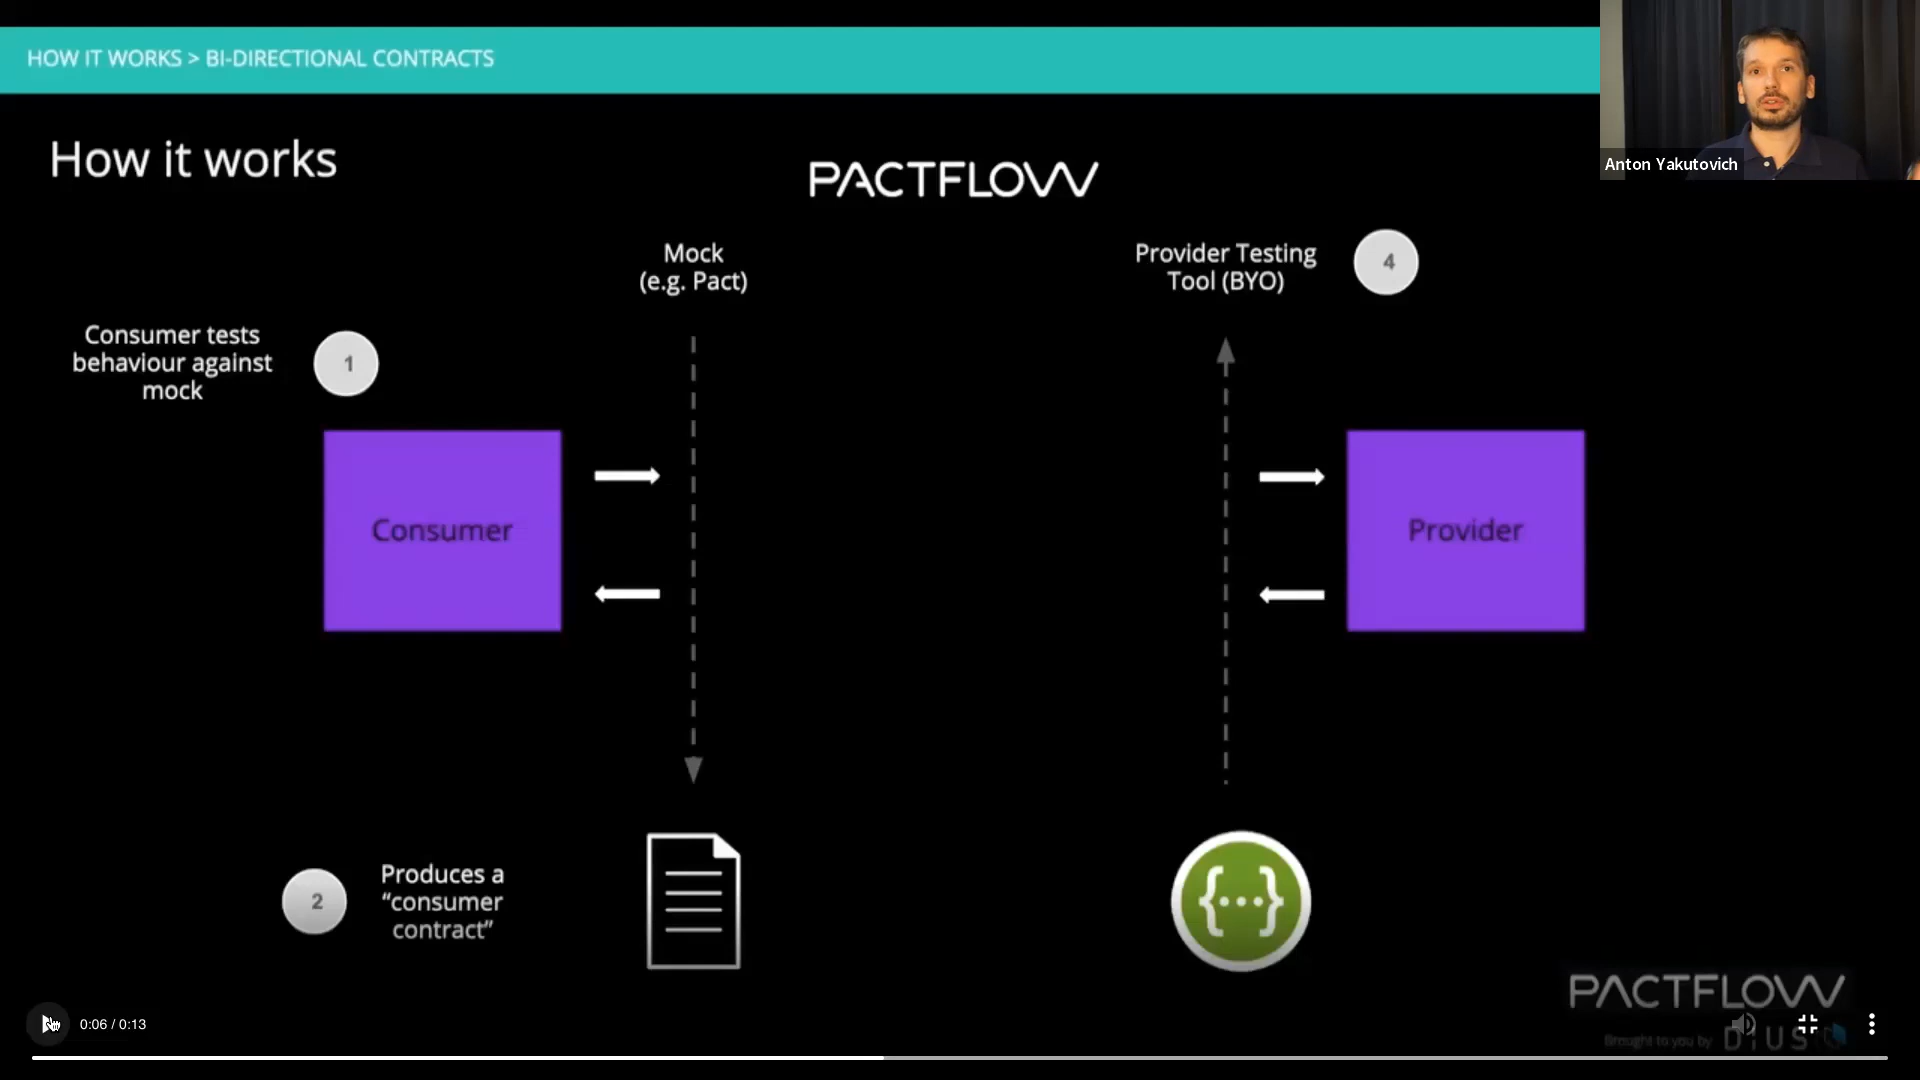 HOW IT WORKS > BI-DIRECTIONAL CONTRACTS
Anton Yakutovich
How it works
PACTFLOW
Mock
(e.g. Pact)
Provider Testing
Tool (BYO)
4
Consumer tests
behaviour against
mock
1
Consumer
Provider
2
Produces a
“consumer
contract”
{...}
PACTFLOW
Brought to you by DiUS
0:06 / 0:13